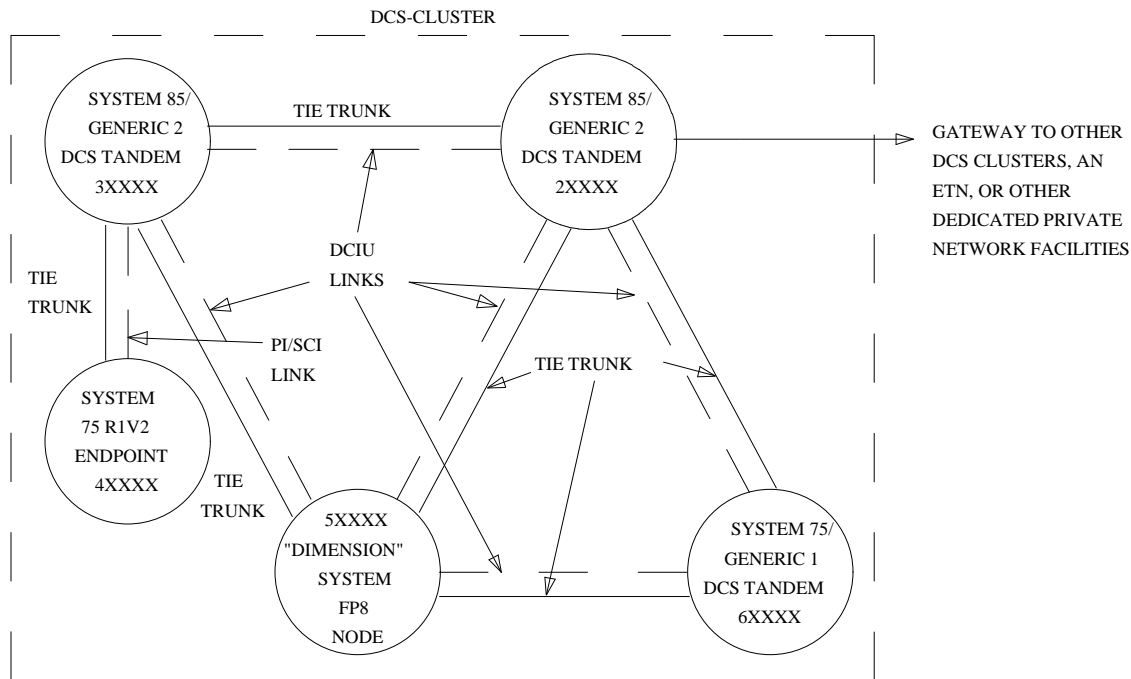 DCS-CLUSTER
SYSTEM 85/
GENERIC 2
DCS TANDEM
3XXXX
TIE TRUNK
SYSTEM 85/
GENERIC 2
DCS TANDEM
2XXXX
GATEWAY TO OTHER
DCS CLUSTERS, AN
ETN, OR OTHER
DEDICATED PRIVATE
NETWORK FACILITIES
DCIU
LINKS
TIE
TRUNK
PI/SCI
LINK
TIE TRUNK
SYSTEM
75 R1V2
ENDPOINT
4XXXX
TIE
TRUNK
5XXXX
"DIMENSION"
SYSTEM
FP8
NODE
SYSTEM 75/
GENERIC 1
DCS TANDEM
6XXXX